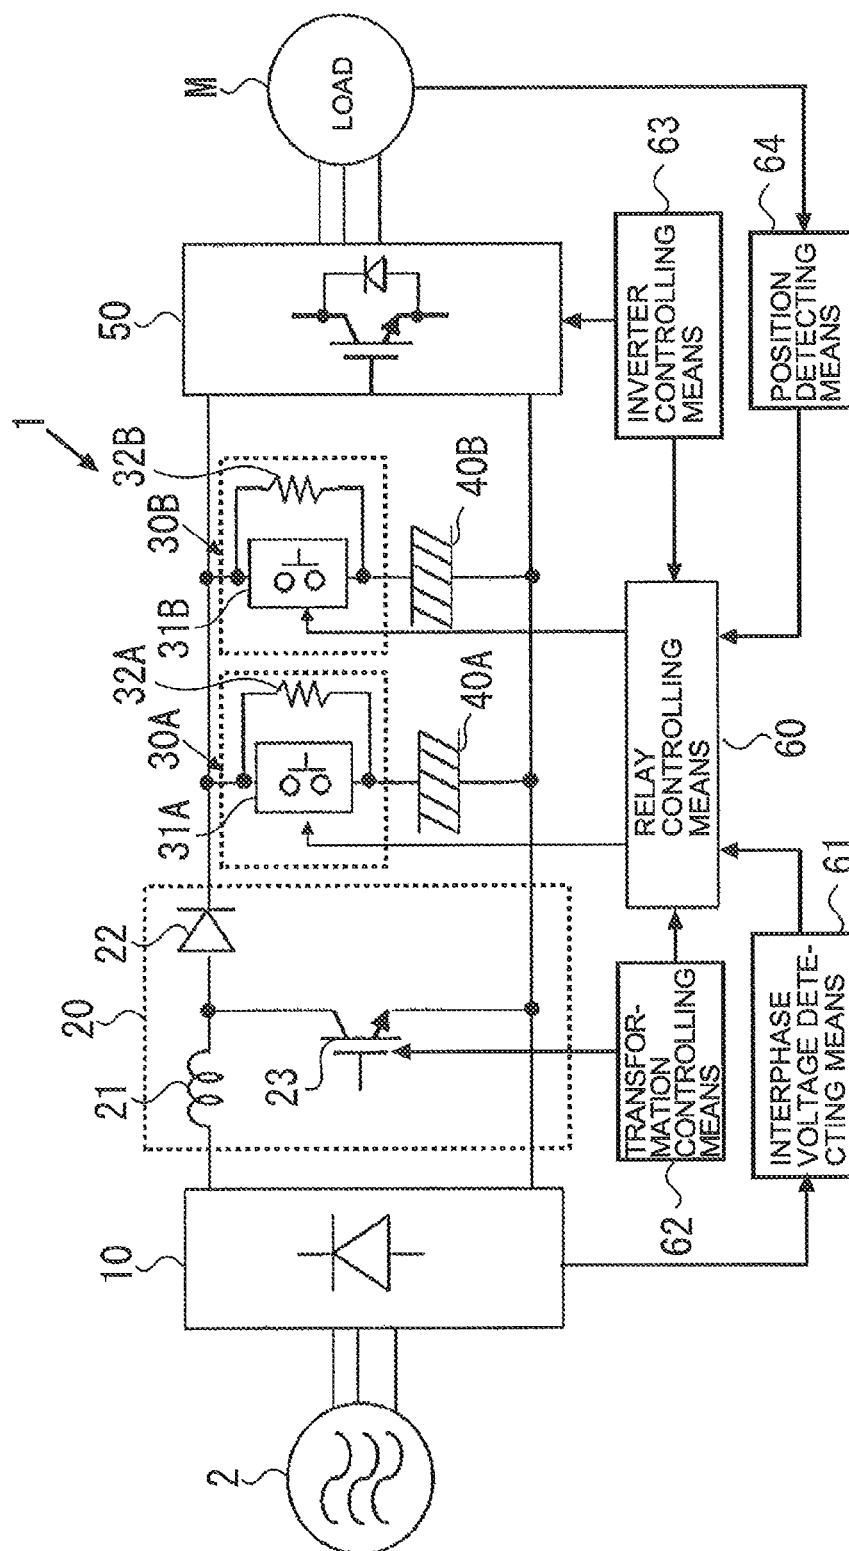 1
M
LOAD
50
63
64
INVERTER
CONTROLLING
MEANS
POSITION
DETECTING
MEANS
30B
32B
31B
40B
30A
32A
31A
40A
RELAY
CONTROLLING
MEANS
60
20
22
21
23
TRANSFOR-
MATION
CONTROLLING
MEANS
62
61
INTERPHASE
VOLTAGE DETE-
CTING MEANS
10
2